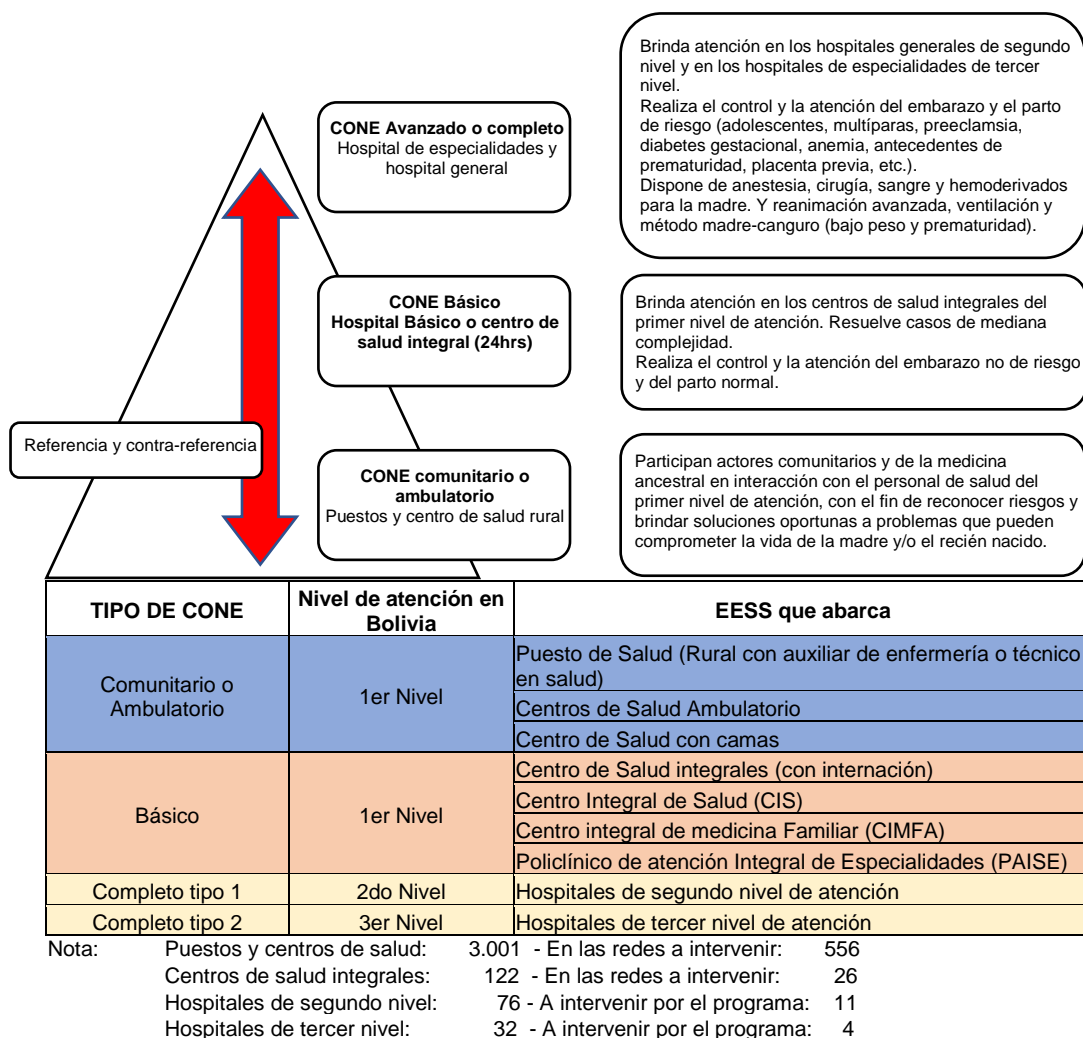 CONE Avanzado o completo
Hospital de especialidades y
hospital general
Brinda atención en los hospitales generales de segundo
nivel y en los hospitales de especialidades de tercer
nivel.
Realiza el control y la atención del embarazo y el parto
de riesgo (adolescentes, multíparas, preeclamsia,
diabetes gestacional, anemia, antecedentes de
prematuridad, placenta previa, etc.).
Dispone de anestesia, cirugía, sangre y hemoderivados
para la madre. Y reanimación avanzada, ventilación y
método madre-canguro (bajo peso y prematuridad).
CONE Básico
Hospital Básico o centro de
salud integral (24hrs)
Brinda atención en los centros de salud integrales del
primer nivel de atención. Resuelve casos de mediana
complejidad.
Realiza el control y la atención del embarazo no de riesgo
y del parto normal.
Referencia y contra-referencia
CONE comunitario o
ambulatorio
Puestos y centro de salud rural
Participan actores comunitarios y de la medicina
ancestral en interacción con el personal de salud del
primer nivel de atención, con el fin de reconocer riesgos y
brindar soluciones oportunas a problemas que pueden
comprometer la vida de la madre y/o el recién nacido.
TIPO DE CONE
Nivel de atención en
Bolivia
EESS que abarca
Comunitario o
Ambulatorio
1er Nivel
Puesto de Salud (Rural con auxiliar de enfermería o técnico
en salud)
Centros de Salud Ambulatorio
Centro de Salud con camas
Básico
1er Nivel
Centro de Salud integrales (con internación)
Centro Integral de Salud (CIS)
Centro integral de medicina Familiar (CIMFA)
Policlínico de atención Integral de Especialidades (PAISE)
Completo tipo 1 2do Nivel Hospitales de segundo nivel de atención
Completo tipo 2 3er Nivel Hospitales de tercer nivel de atención
Nota: Puestos y centros de salud: 3.001 - En las redes a intervenir: 556
Centros de salud integrales: 122 - En las redes a intervenir: 26
Hospitales de segundo nivel: 76 - A intervenir por el programa: 11
Hospitales de tercer nivel: 32 - A intervenir por el programa: 4